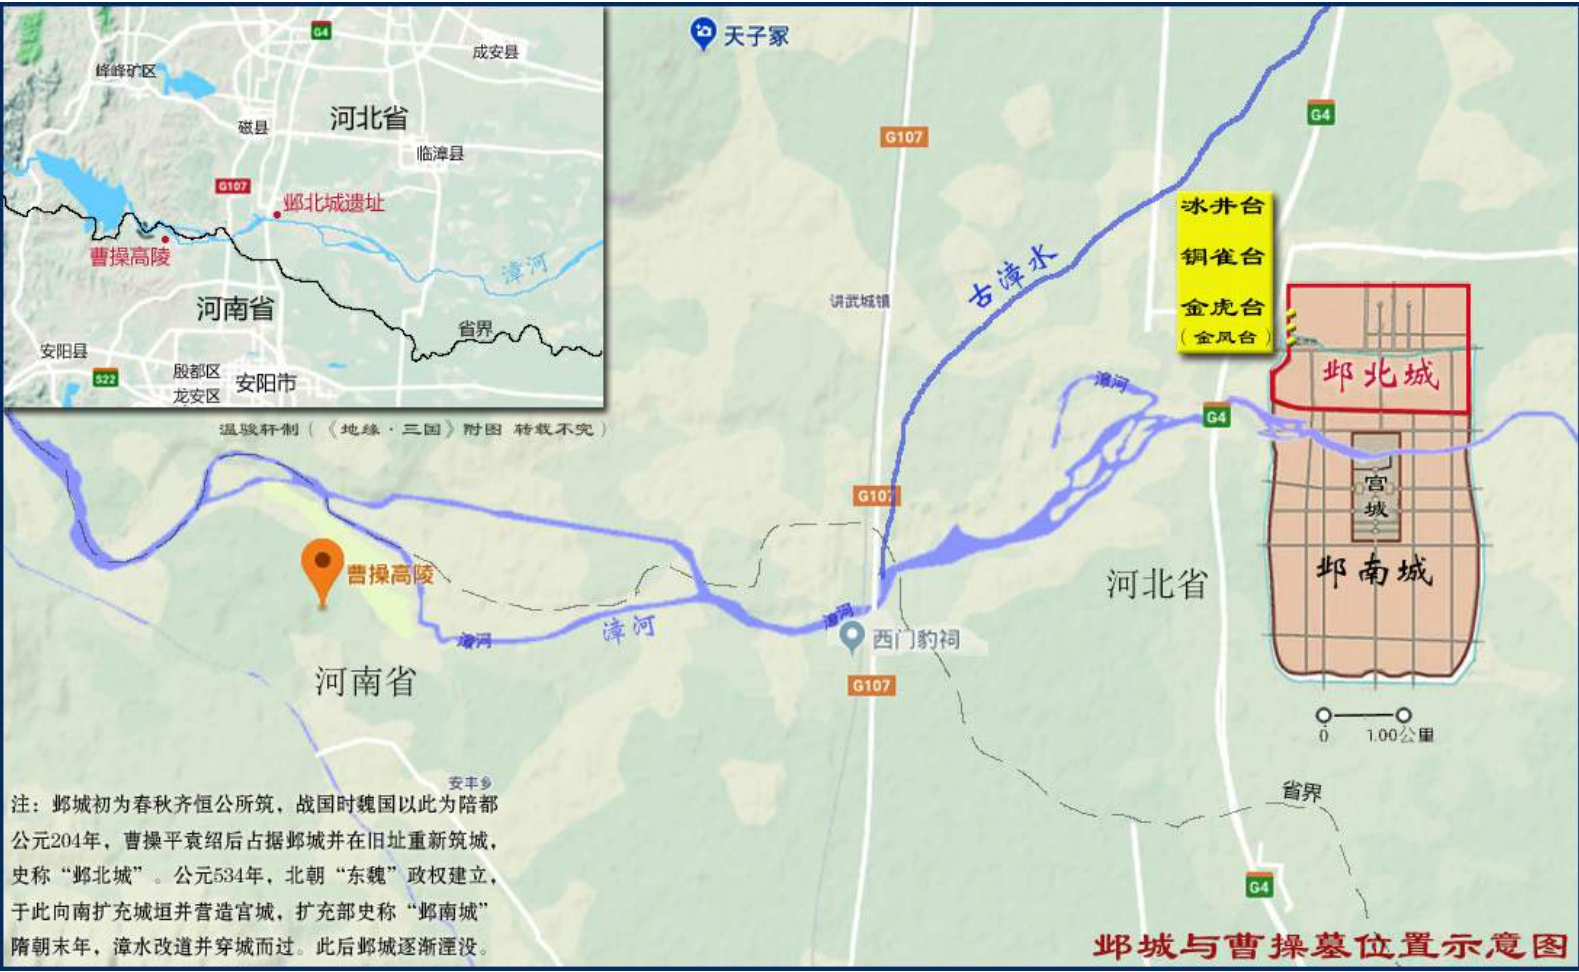 G4
成安县
峰峰矿区
河北省
磁县
临漳县
G107
邺北城遗址
曹操高陵
漳河
河南省
省界
安阳县
S22
殷都区
龙安区
安阳市
温骏轩制（《地缘·三国》附图 转载不究）
天子冢
G107
G4
冰井台
铜雀台
金虎台
（金凤台）
古漳水
讲武城镇
漳河
邺北城
G4
G107
宫
城
曹操高陵
邺南城
河北省
漳河
漳河
漳河
西门豹祠
河南省
G107
0 1.00公里
安丰乡
省界
注：邺城初为春秋齐恒公所筑，战国时魏国以此为陪都
公元204年，曹操平袁绍后占据邺城并在旧址重新筑城，
史称“邺北城”。公元534年，北朝“东魏”政权建立，
于此向南扩充城垣并营造宫城，扩充部史称“邺南城”
隋朝末年，漳水改道并穿城而过。此后邺城逐渐湮没。
G4
邺城与曹操墓位置示意图